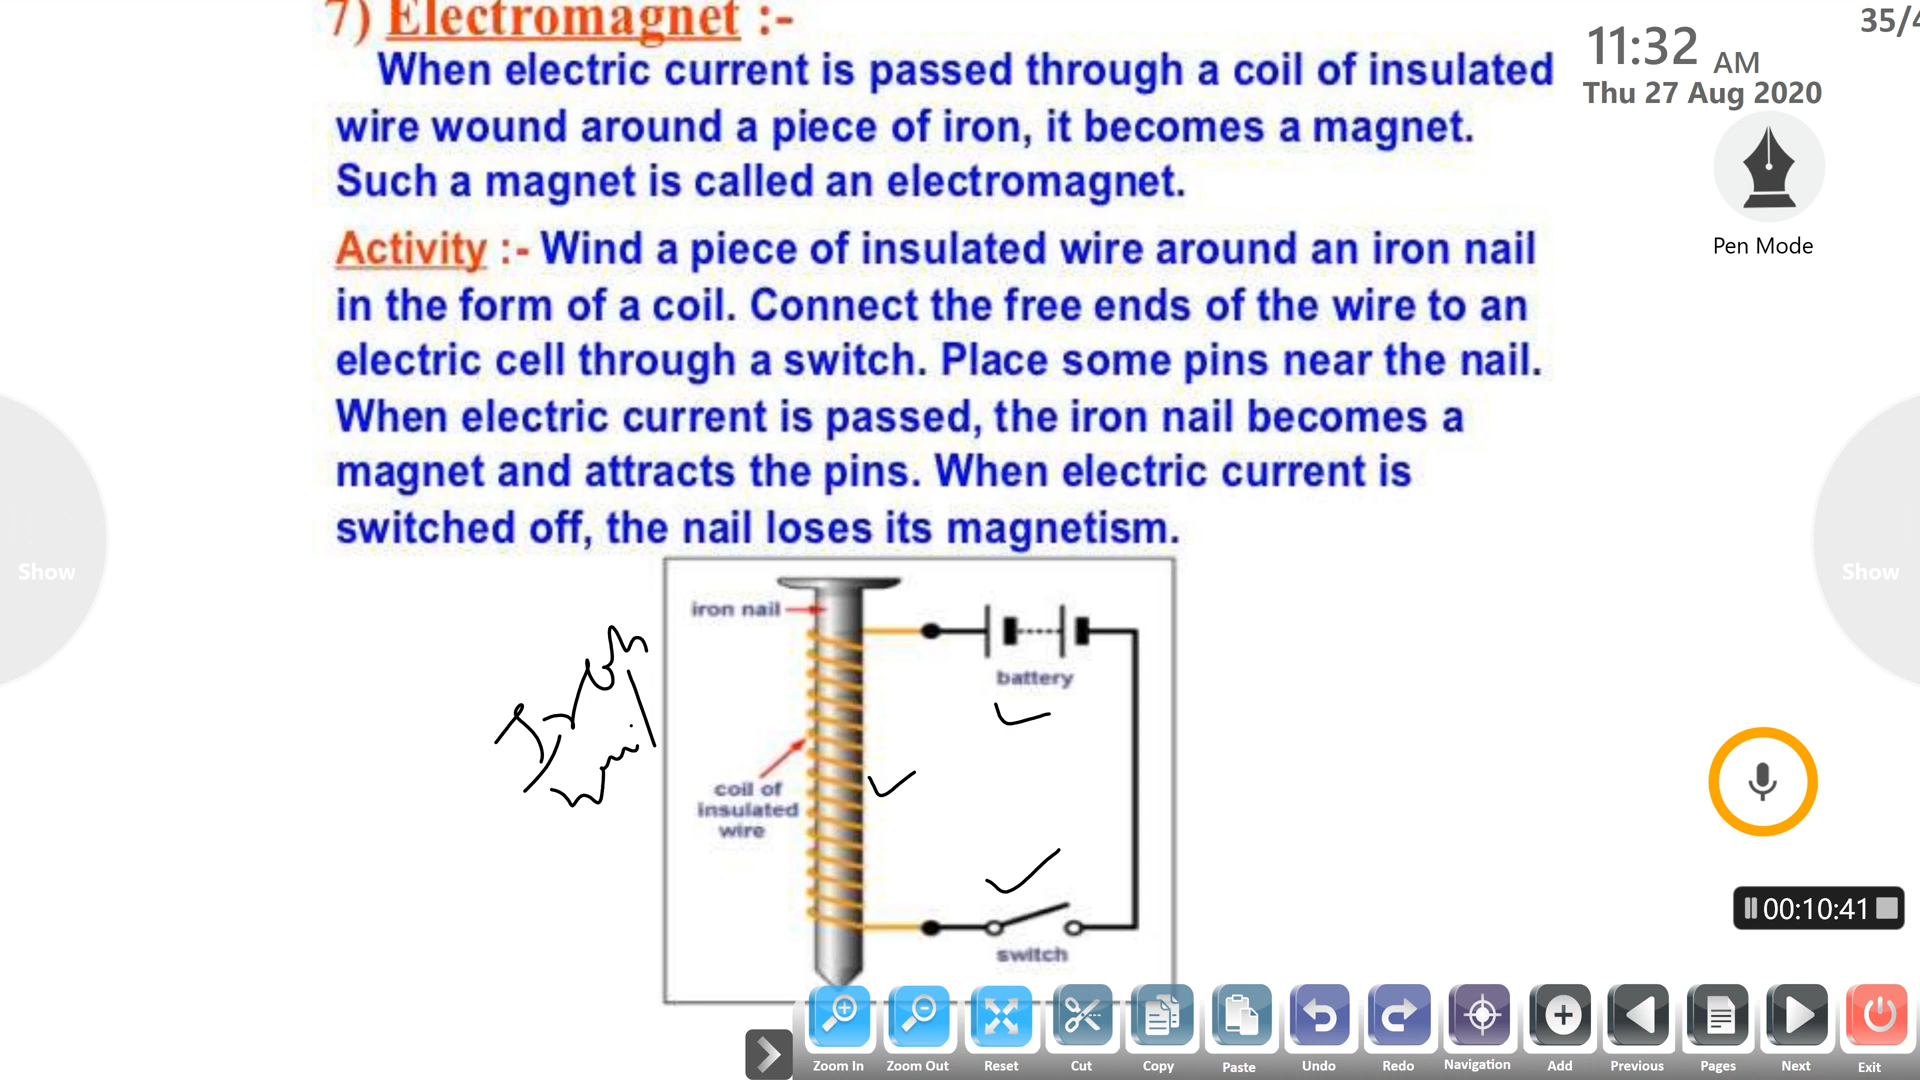 7) Electromagnet :-
When electric current is passed through a coil of insulated
wire wound around a piece of iron, it becomes a magnet.
Such a magnet is called an electromagnet.
Activity :- Wind a piece of insulated wire around an iron nail
in the form of a coil. Connect the free ends of the wire to an
electric cell through a switch. Place some pins near the nail.
When electric current is passed, the iron nail becomes a
magnet and attracts the pins. When electric current is
switched off, the nail loses its magnetism.
iron nail
battery
coil of
insulated
wire
switch
35/4
11:32 AM
Thu 27 Aug 2020
Pen Mode
Show
Show
00:10:41
Zoom In
Zoom Out
Reset
Cut
Copy
Paste
Undo
Redo
Navigation
Add
Previous
Pages
Next
Exit